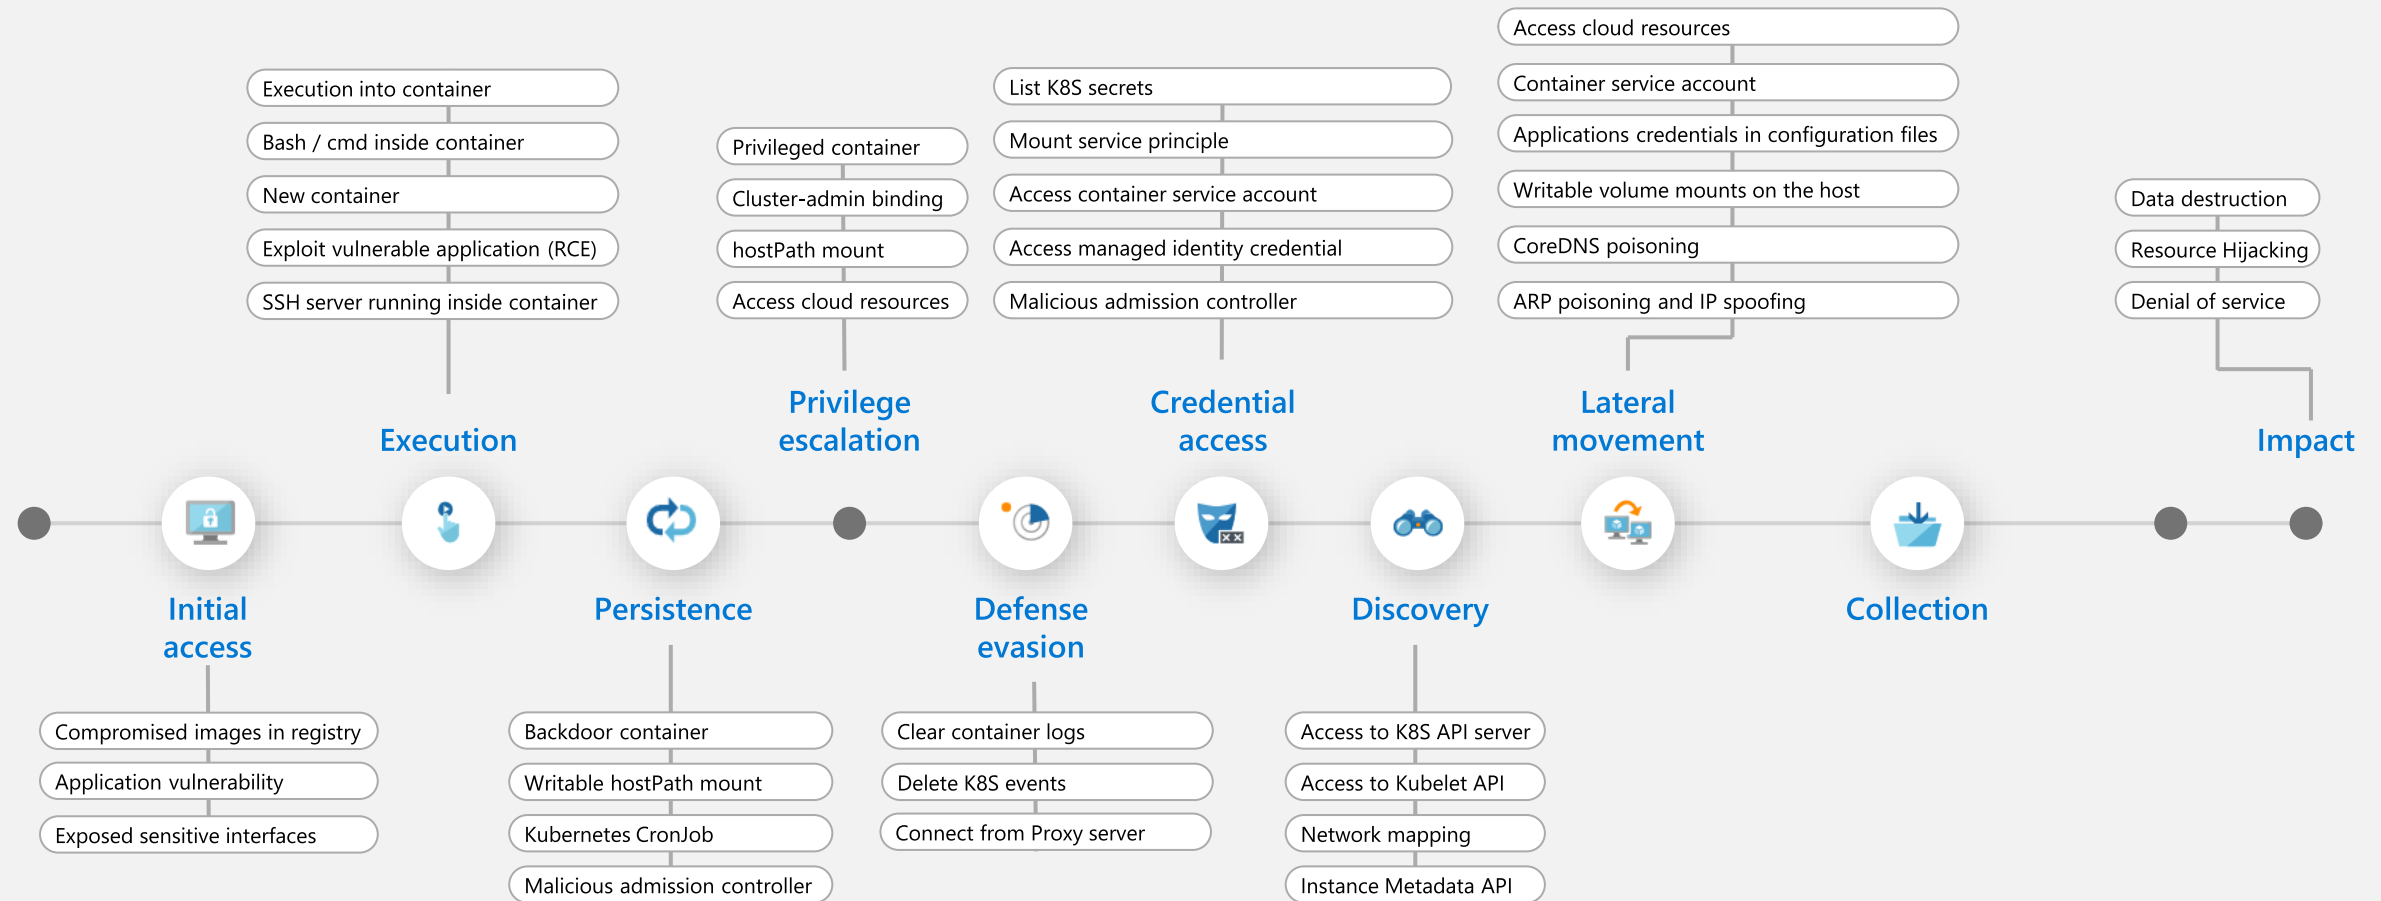 Execution into container
Bash / cmd inside container
New container
Exploit vulnerable application (RCE)
SSH server running inside container
Execution
Privileged container
Cluster-admin binding
hostPath mount
Access cloud resources
Privilege
escalation
List K8S secrets
Mount service principle
Access container service account
Access managed identity credential
Malicious admission controller
Credential
access
Access cloud resources
Container service account
Applications credentials in configuration files
Writable volume mounts on the host
CoreDNS poisoning
ARP poisoning and IP spoofing
Lateral
movement
Data destruction
Resource Hijacking
Denial of service
Impact
Initial
access
Compromised images in registry
Application vulnerability
Exposed sensitive interfaces
Persistence
Backdoor container
Writable hostPath mount
Kubernetes CronJob
Malicious admission controller
Defense
evasion
Clear container logs
Delete K8S events
Connect from Proxy server
Discovery
Access to K8S API server
Access to Kubelet API
Network mapping
Instance Metadata API
Collection